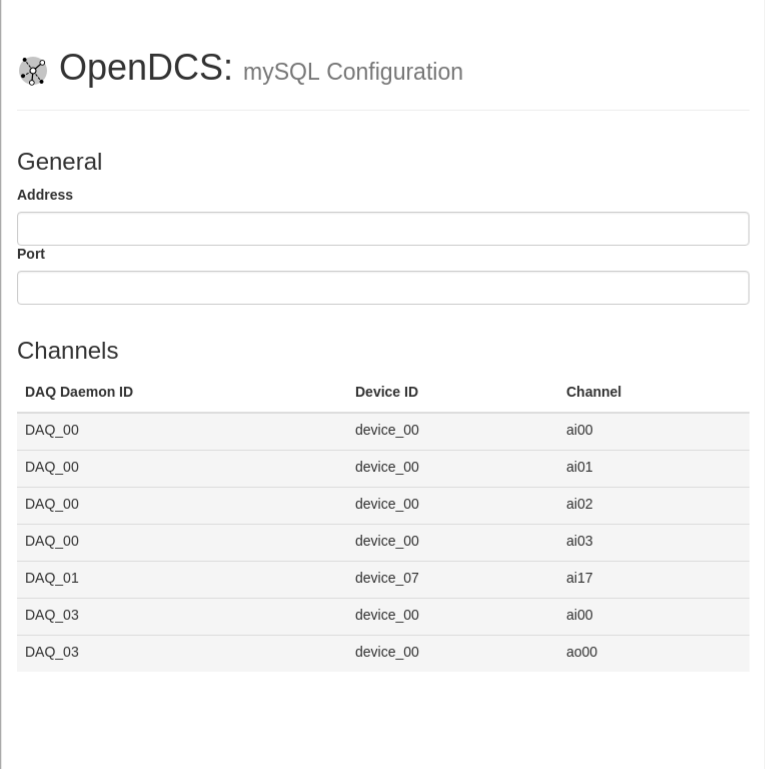 OpenDCS: mySQL Configuration
General
Address
Port
Channels
DAQ Daemon ID Device ID Channel
DAQ_00 device_00 ai00
DAQ_00 device_00 ai01
DAQ_00 device_00 ai02
DAQ_00 device_00 ai03
DAQ_01 device_07 ai17
DAQ_03 device_00 ai00
DAQ_03 device_00 ao00